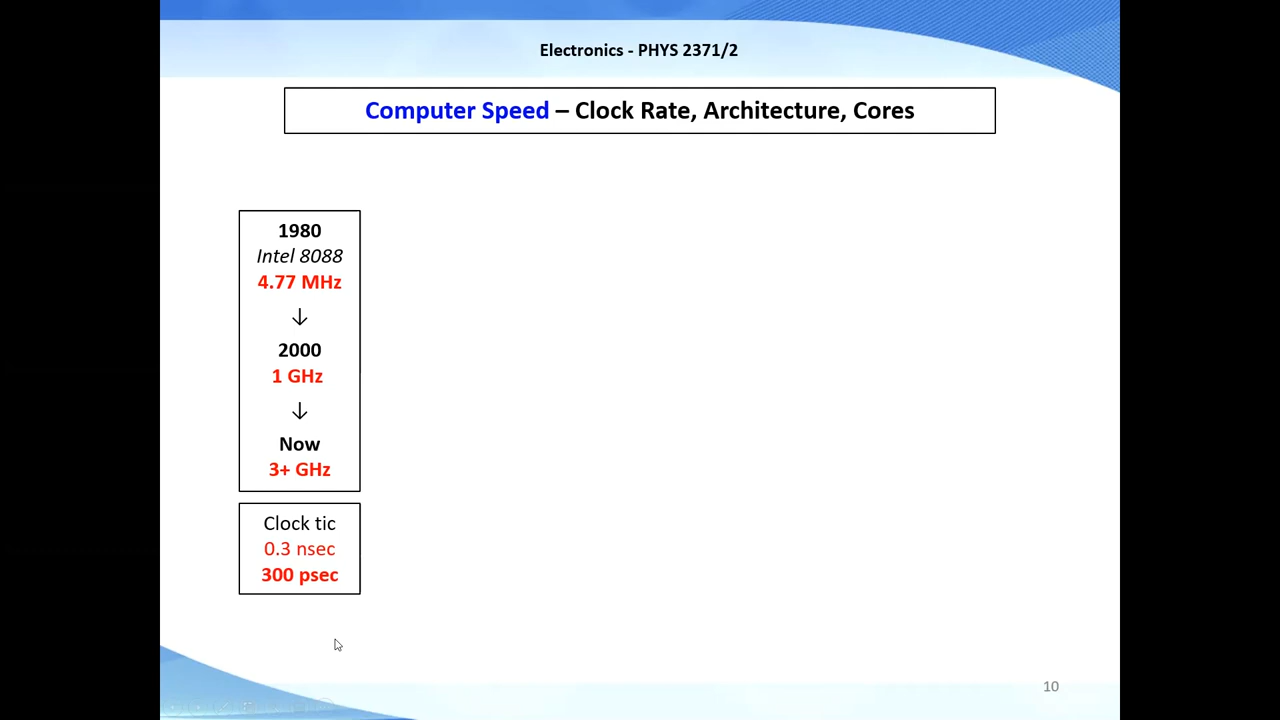 Electronics - PHYS 2371/2
Computer Speed – Clock Rate, Architecture, Cores
1980
Intel 8088
4.77 MHz
↓
2000
1 GHz
↓
Now
3+ GHz
Clock tic
0.3 nsec
300 psec
10